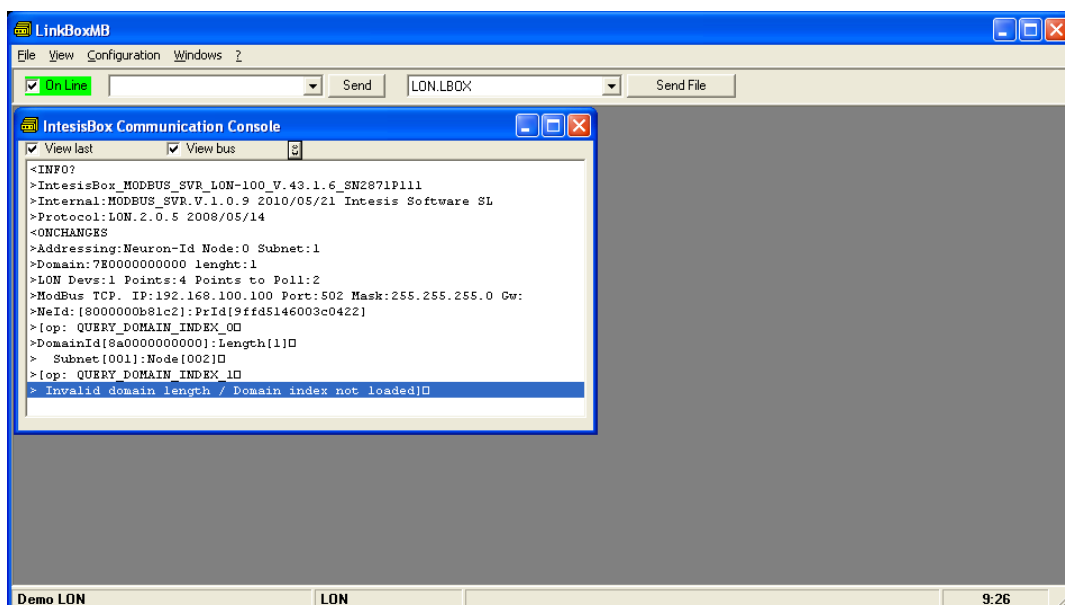 LinkBoxMB
File View Configuration Windows ?
On Line Send LON.LBOX Send File
IntesisBox Communication Console
View last View bus
<INFO?
>IntesisBox_MODBUS_SVR_LON-100_V.43.1.6_SN2871P111
>Internal:MODBUS_SVR.V.1.0.9 2010/05/21 Intesis Software SL
>Protocol:LON.2.0.5 2008/05/14
<ONCHANGES
>Addressing:Neuron-Id Node:0 Subnet:1
>Domain:7E0000000000 lenght:1
>LON Devs:1 Points:4 Points to Poll:2
>ModBus TCP. IP:192.168.100.100 Port:502 Mask:255.255.255.0 Gw:
>NeId:[8000000b81c2]:PrId[9ffd5146003c0422]
>[op: QUERY_DOMAIN_INDEX_0□
>DomainId[8a0000000000]:Length[1]□
> Subnet[001]:Node[002]□
>[op: QUERY_DOMAIN_INDEX_1□
> Invalid domain length / Domain index not loaded]□
Demo LON LON 9:26